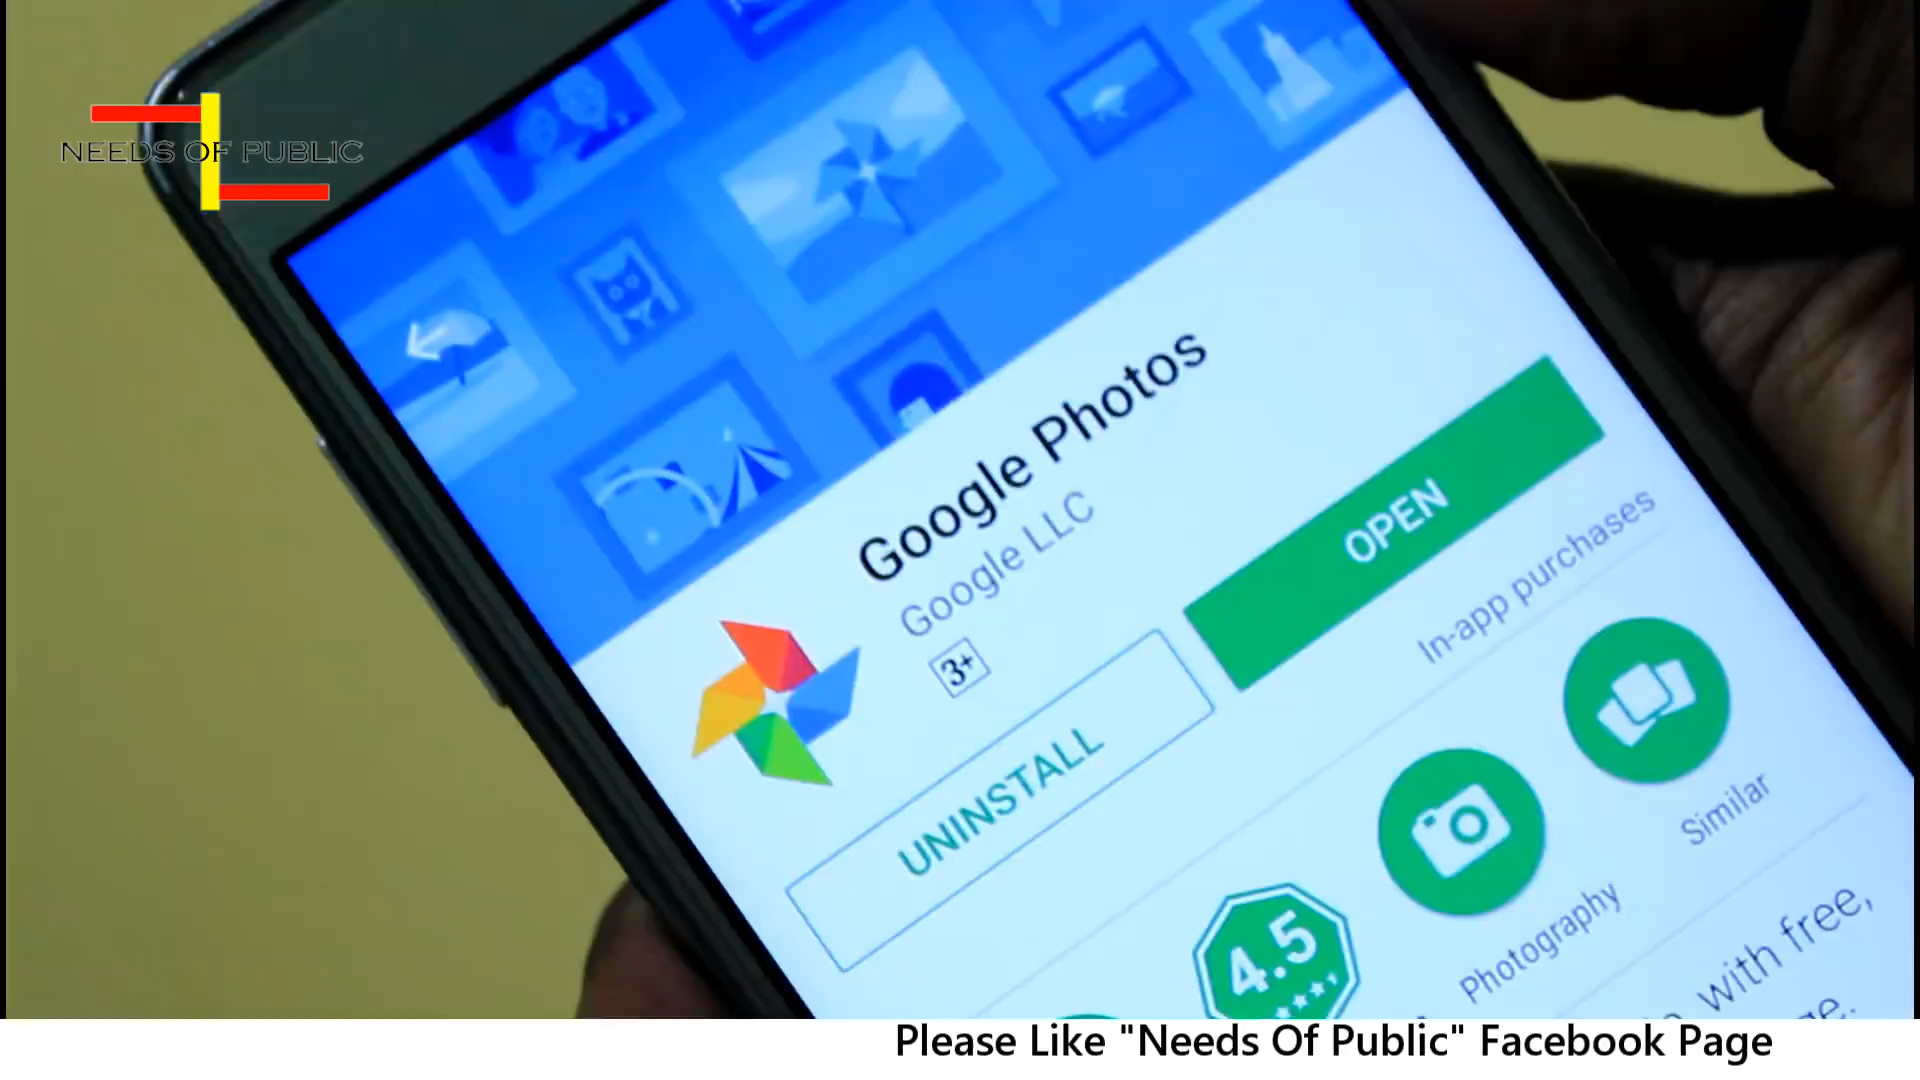 NEEDS OF PUBLIC
Google Photos
Google LLC
3+
UNINSTALL
OPEN
In-app purchases
4.5
Photography
Similar
with free,
Please Like "Needs Of Public" Facebook Page